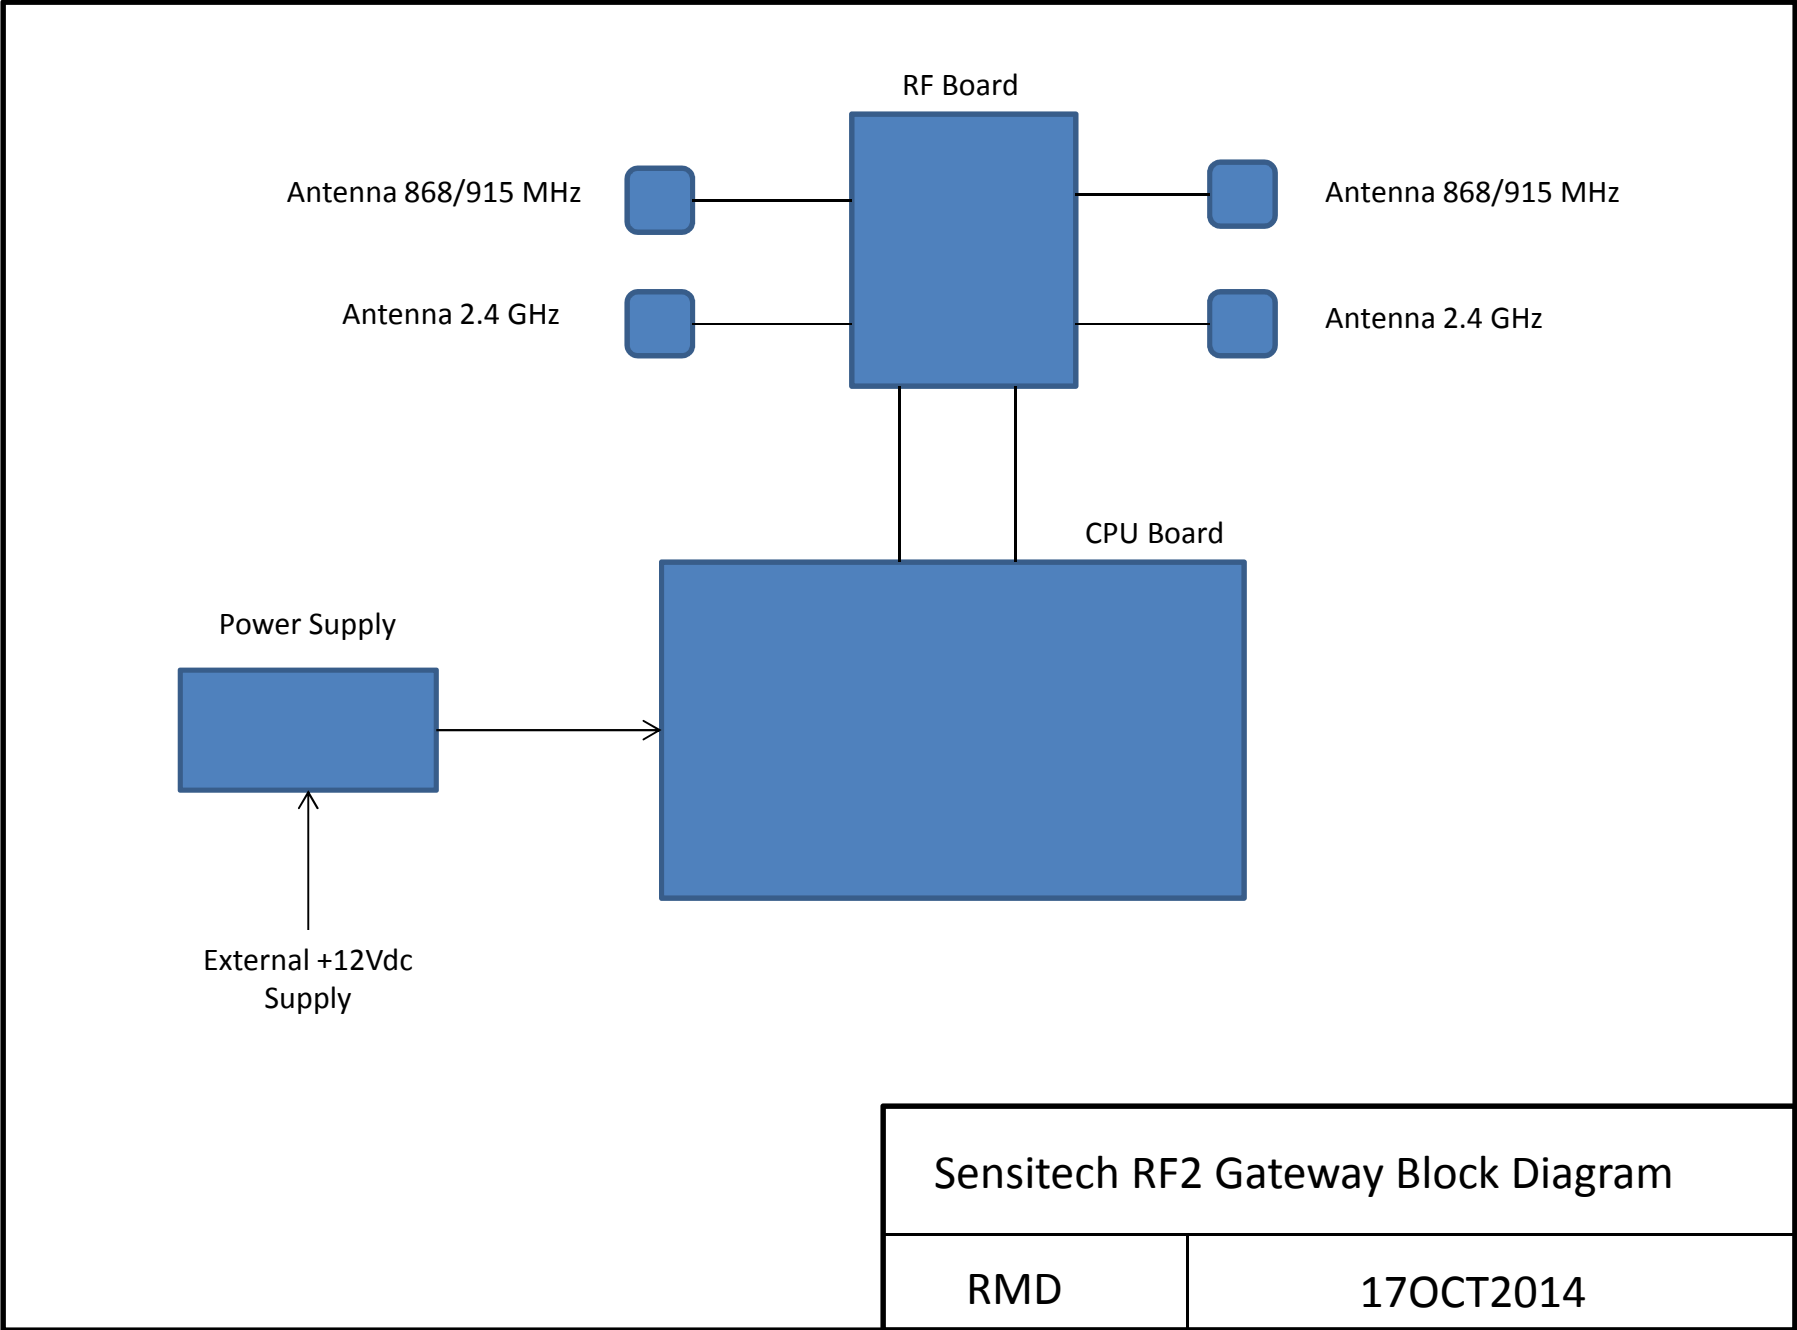 RF Board
Antenna 868/915 MHz
Antenna 868/915 MHz
Antenna 2.4 GHz
Antenna 2.4 GHz
CPU Board
Power Supply
External +12Vdc
Supply
Sensitech RF2 Gateway Block Diagram
RMD
17OCT2014